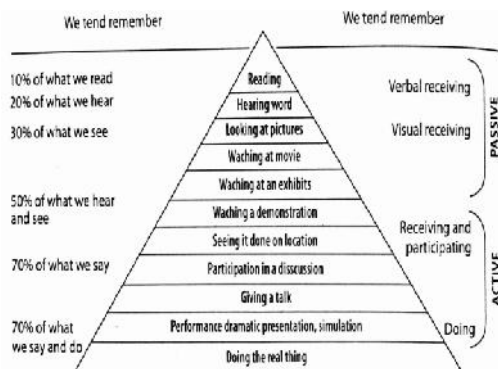 We tend remember
We tend remember
10% of what we read
20% of what we hear
30% of what we see
50% of what we hear
and see
70% of what we say
70% of what
we say and do
Reading
Hearing word
Looking at pictures
Waching at movie
Waching at an exhibits
Waching a demonstration
Seeing it done on location
Participation in a disscussion
Giving a talk
Performance dramatic presentation, simulation
Doing the real thing
Verbal receiving
Visual receiving
Receiving and
participating
Doing
PASSIVE
ACTIVE